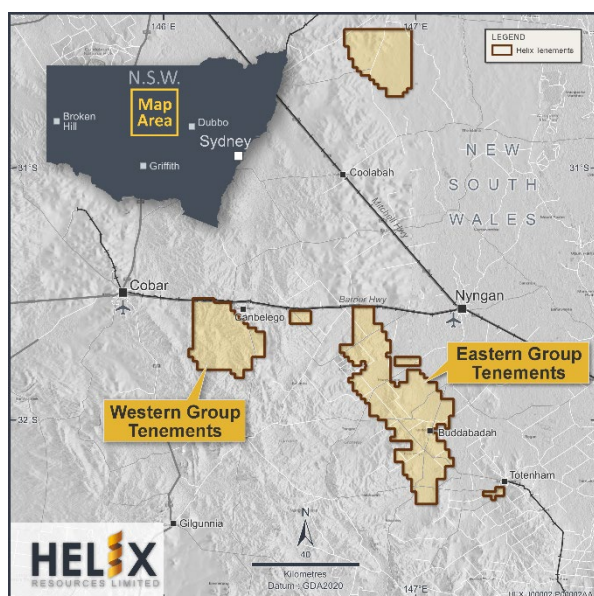 146°E
147°E
LEGEND
Helix Tenements
N.S.W.
Map
Area
Broken
Hill
Dubbo
Sydney
Griffith
31°S
31°S
Coolabah
NEW
SOUTH
WALES
Mitchell Hwy
Cobar
Canbelego
Barrier Hwy
Nyngan
Eastern Group
Tenements
Western Group
Tenements
32°S
32°S
Buddabadah
Tottenham
Gilgunnia
N
40
Kilometres
Datum : GDA2020
HELIX
RESOURCES LIMITED
147°E